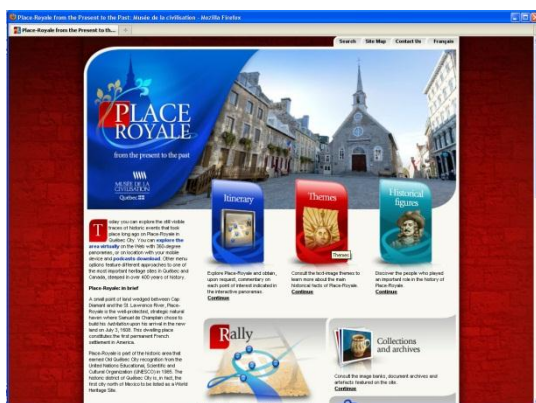 Place-Royale from the Present to the Past: Musée de la civilisation - Mozilla Firefox
Place-Royale from the Present to th...
Search Site Map Contact Us Français
PLACE
ROYALE
from the present to the past
MUSÉE DE LA
CIVILISATION
Québec
Itinerary
Themes
Historical
figures
Themes
Today you can explore the still visible
traces of historic events that took
place long ago on Place-Royale in
Québec City. You can explore the
area virtually on the Web with 360-degree
panoramas, or on location with your mobile
device and podcasts download. Other menu
options feature different approaches to one of
the most important heritage sites in Québec and
Canada, steeped in over 400 years of history.
Place-Royale: in brief
A small point of land wedged between Cap
Diamant and the St. Lawrence River, Place-
Royale is the well-protected, strategic natural
haven where Samuel de Champlain chose to
build his habitation upon his arrival in the new
land on July 3, 1608. This dwelling place
constitutes the first permanent French
settlement in America.
Place-Royale is part of the historic area that
earned Old Québec City recognition from the
United Nations Educational, Scientific and
Cultural Organization (UNESCO) in 1985. The
historic district of Québec City is, in fact, the
first city north of Mexico to be listed as a World
Heritage Site.
Explore Place-Royale and obtain,
upon request, commentary on
each point of interest indicated in
the interactive panoramas.
Continue
Consult the text-image themes to
learn more about the main
historical facts of Place-Royale.
Continue
Discover the people who played
an important role in the history of
Place-Royale.
Continue
Rally
Collections
and archives
Consult the image banks, document archives and
artefacts featured on the site.
Continue